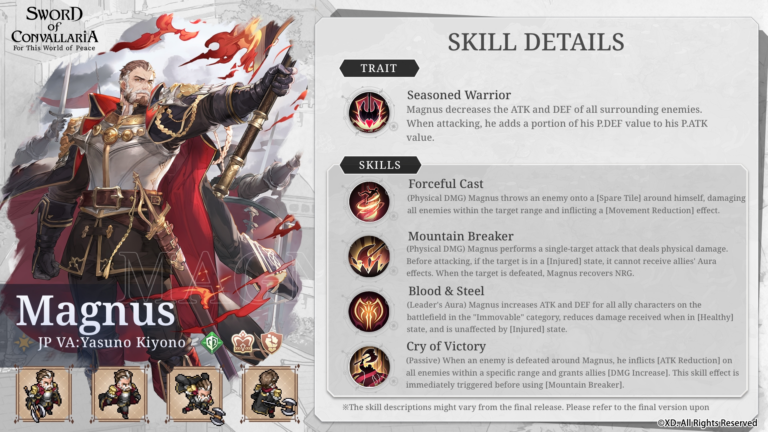 SWORD
of
CONVALLARIA
For This World of Peace
Magnus
JP VA:Yasuno Kiyono
SKILL DETAILS
TRAIT
Seasoned Warrior
Magnus decreases the ATK and DEF of all surrounding enemies.
When attacking, he adds a portion of his P.DEF value to his P.ATK
value.
SKILLS
Forceful Cast
(Physical DMG) Magnus throws an enemy onto a [Spare Tile] around himself, damaging
all enemies within the target range and inflicting a [Movement Reduction] effect.
Mountain Breaker
(Physical DMG) Magnus performs a single-target attack that deals physical damage.
Before attacking, if the target is in a [Injured] state, it cannot receive allies' Aura
effects. When the target is defeated, Magnus recovers NRG.
Blood & Steel
(Leader's Aura) Magnus increases ATK and DEF for all ally characters on the
battlefield in the "Immovable" category, reduces damage received when in [Healthy]
state, and is unaffected by [Injured] state.
Cry of Victory
(Passive) When an enemy is defeated around Magnus, he inflicts [ATK Reduction] on
all enemies within a specific range and grants allies [DMG Increase]. This skill effect is
immediately triggered before using [Mountain Breaker].
※The skill descriptions might vary from the final release. Please refer to the final version upon
©XD. All Rights Reserved